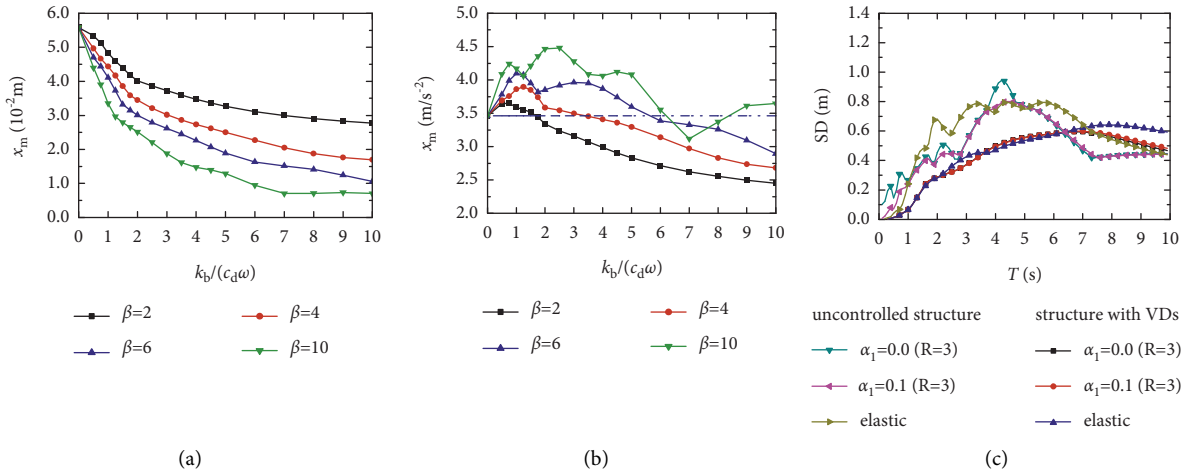 6.0
5.0
4.0
3.0
2.0
1.0
0.0
x_m (10^-2 m)
0 1 2 3 4 5 6 7 8 9 10
k_b/(c_dω)
β=2
β=4
β=6
β=10
(a)
5.0
4.5
4.0
3.5
3.0
2.5
2.0
x_m (m/s^-2)
0 1 2 3 4 5 6 7 8 9 10
k_b/(c_dω)
β=2
β=4
β=6
β=10
(b)
1.4
1.2
1.0
0.8
0.6
0.4
0.2
0.0
SD (m)
0 1 2 3 4 5 6 7 8 9 10
T (s)
uncontrolled structure
α_1=0.0 (R=3)
α_1=0.1 (R=3)
elastic
structure with VDs
α_1=0.0 (R=3)
α_1=0.1 (R=3)
elastic
(c)